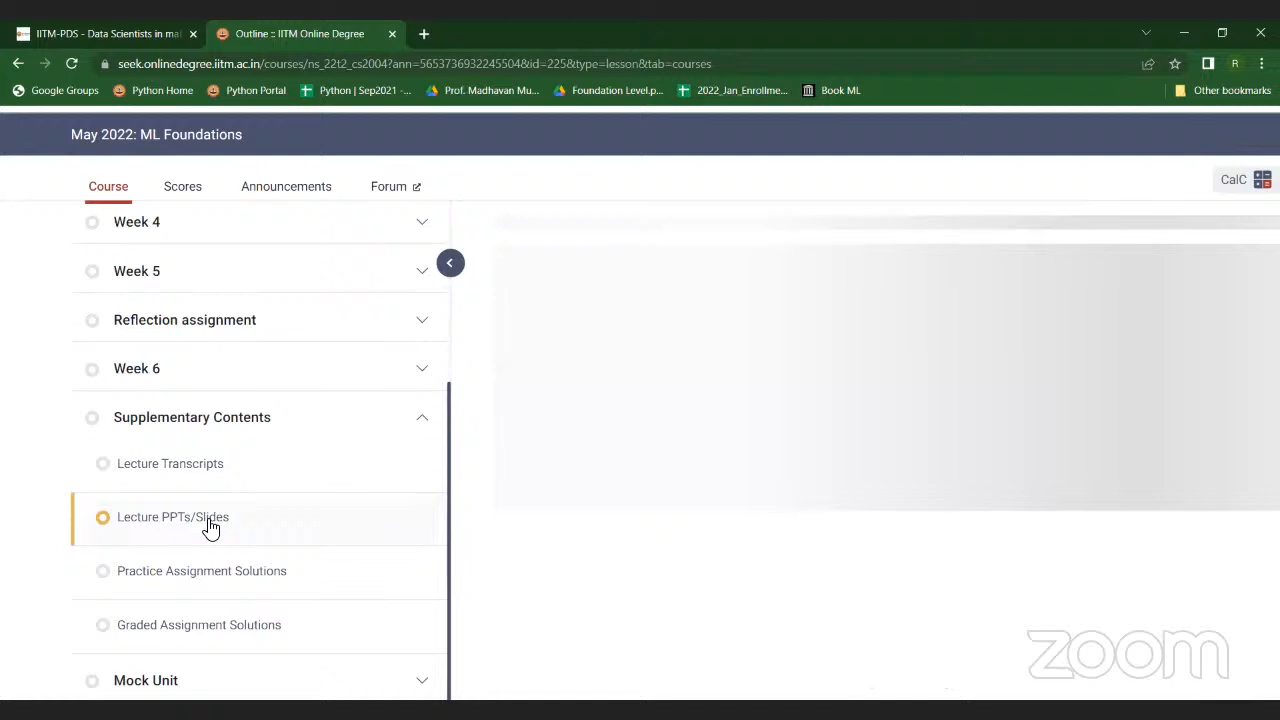 IITM-PDS - Data Scientists in ma
Outline :: IITM Online Degree
seek.onlinedegree.iitm.ac.in/courses/ns_22t2_cs2004?ann=5653736932245504&id=225&type=lesson&tab=courses
R
Google Groups
Python Home
Python Portal
Python | Sep2021 -...
Prof. Madhavan Mu...
Foundation Level.p...
2022_Jan_Enrollme...
Book ML
Other bookmarks
May 2022: ML Foundations
Course
Scores
Announcements
Forum
CalC
Week 4
Week 5
Reflection assignment
Week 6
Supplementary Contents
Lecture Transcripts
Lecture PPTs/Slides
Practice Assignment Solutions
Graded Assignment Solutions
Mock Unit
zoom